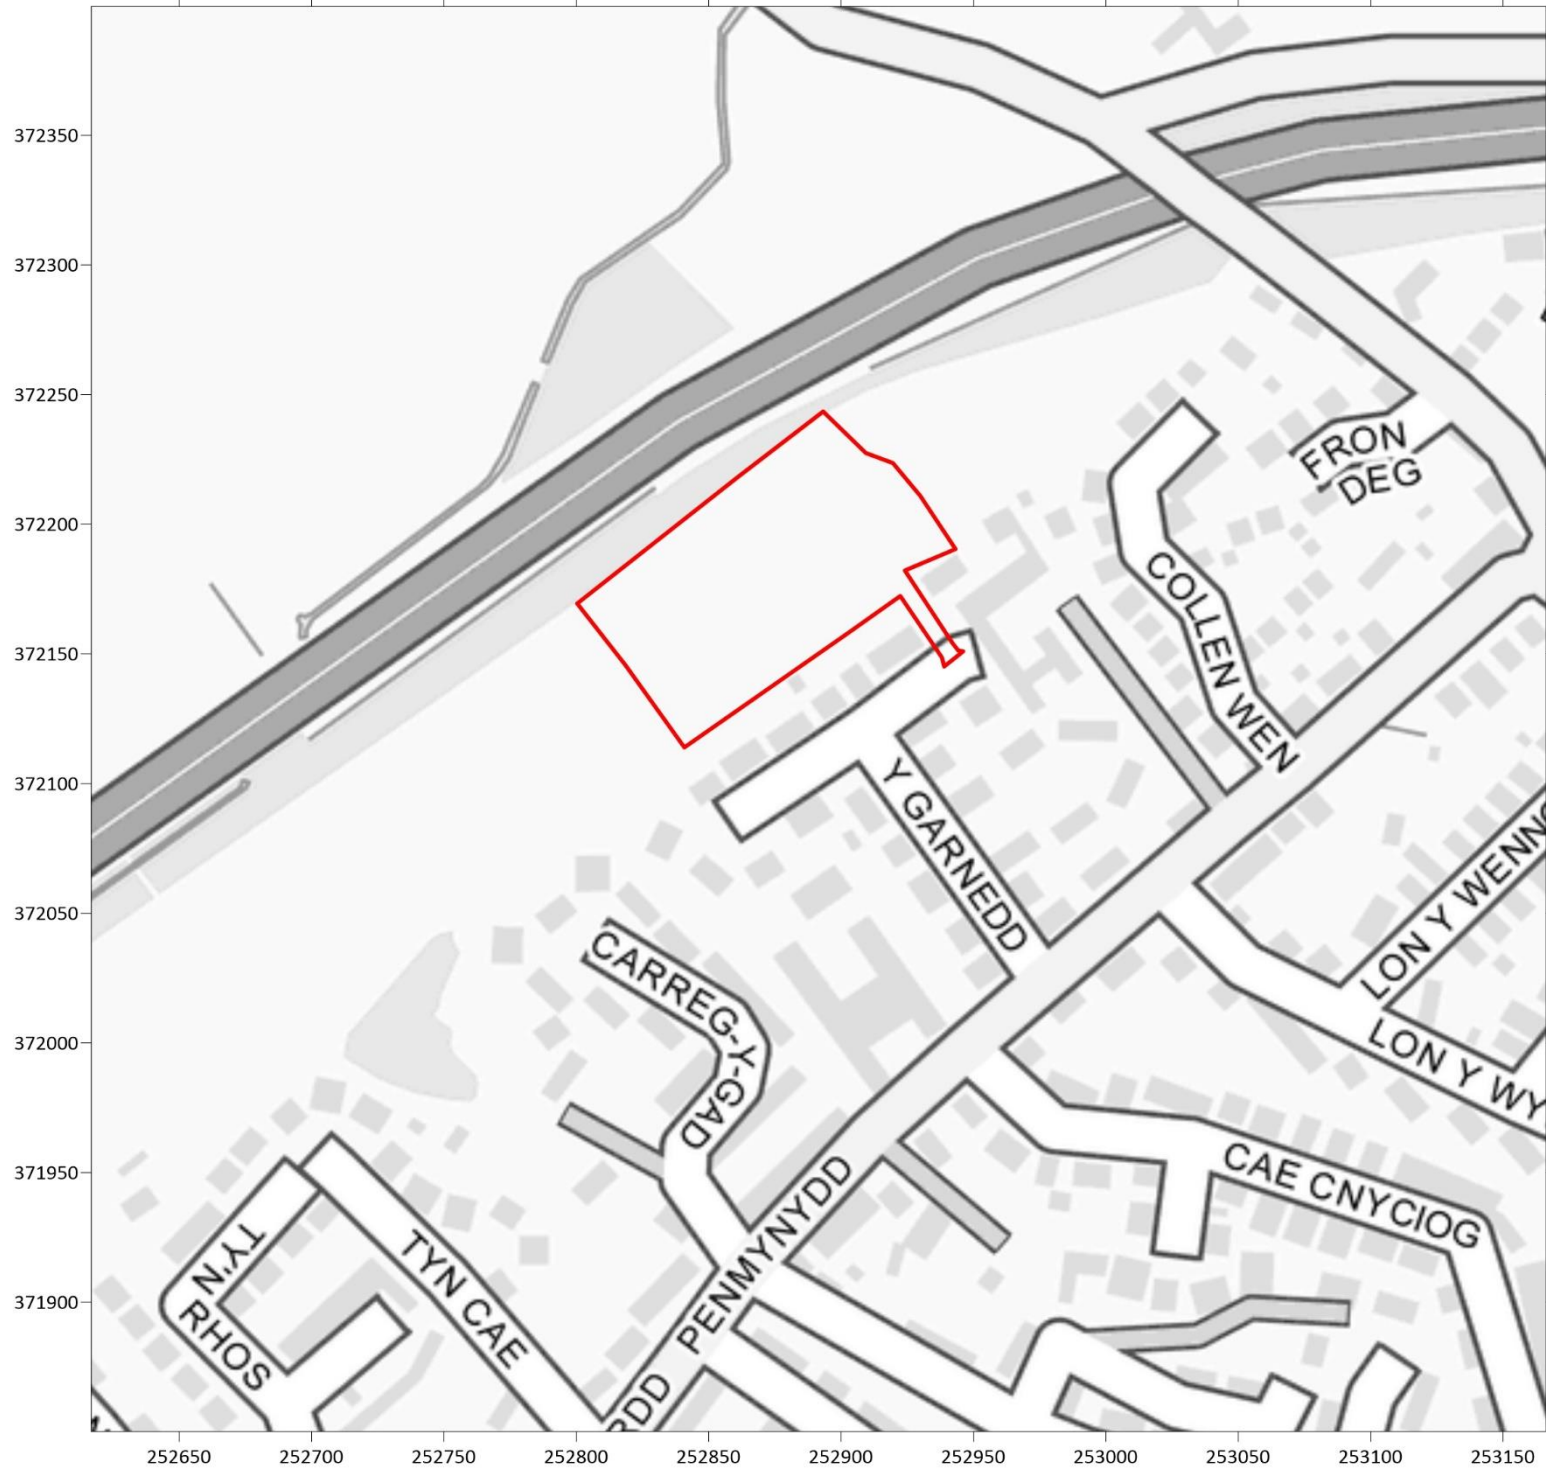 372350
372300
372250
FRON
DEG
372200
COLLEN WEN
372150
372100
Y GARNEDD
LON Y WENNO
372050
CARREG-Y-GAD
372000
LON Y WY
371950
CAE CNYCIOG
PENMYNYDD
TY'N
RHOS
TYN CAE
371900
RDD
252650 252700 252750 252800 252850 252900 252950 253000 253050 253100 253150